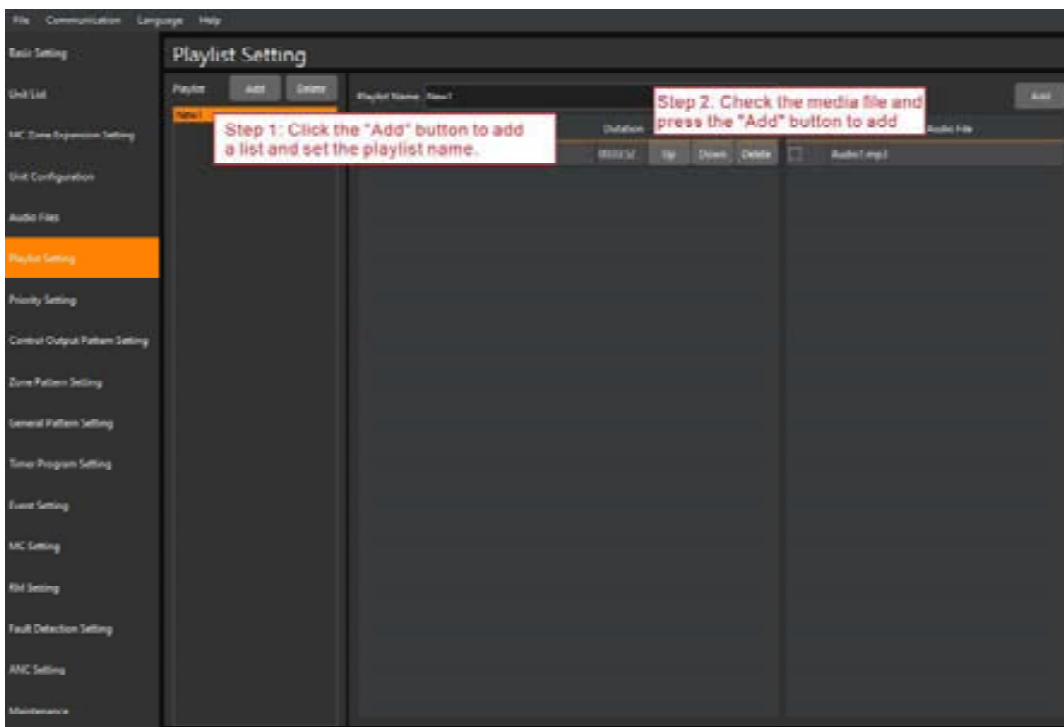 File Communication Language Help
Basic Setting
Unit List
MC Zone Expansion Setting
Unit Configuration
Audio Files
Playlist Setting
Priority Setting
Control Output Pattern Setting
Zone Pattern Setting
General Pattern Setting
Timer Program Setting
Event Setting
MC Setting
RM Setting
Fault Detection Setting
ANC Setting
Maintenance
Playlist Setting
Playlist Add Delete
New1
Step 1: Click the "Add" button to add
a list and set the playlist name.
Playlist Name New1
Add
Step 2. Check the media file and
press the "Add" button to add
Duration
Audio File
Up Down Delete
Audio1.mp3